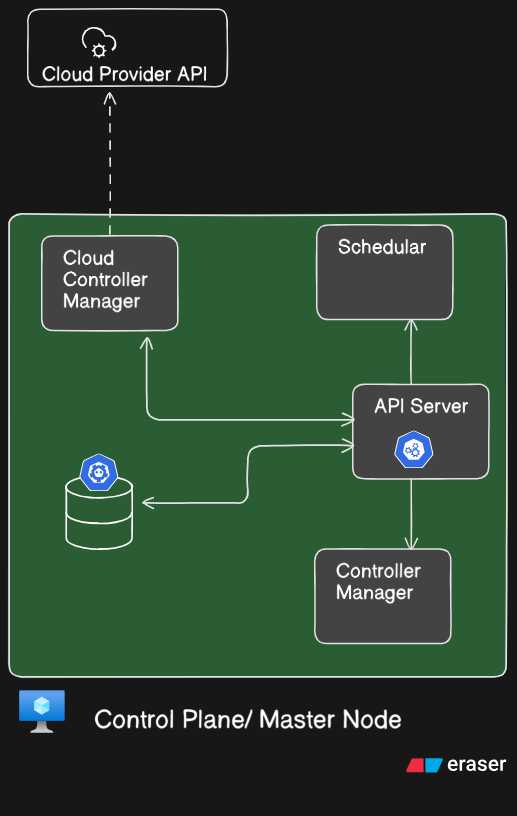 Cloud Provider API
Cloud
Controller
Manager
Schedular
API Server
Controller
Manager
Control Plane/ Master Node
eraser